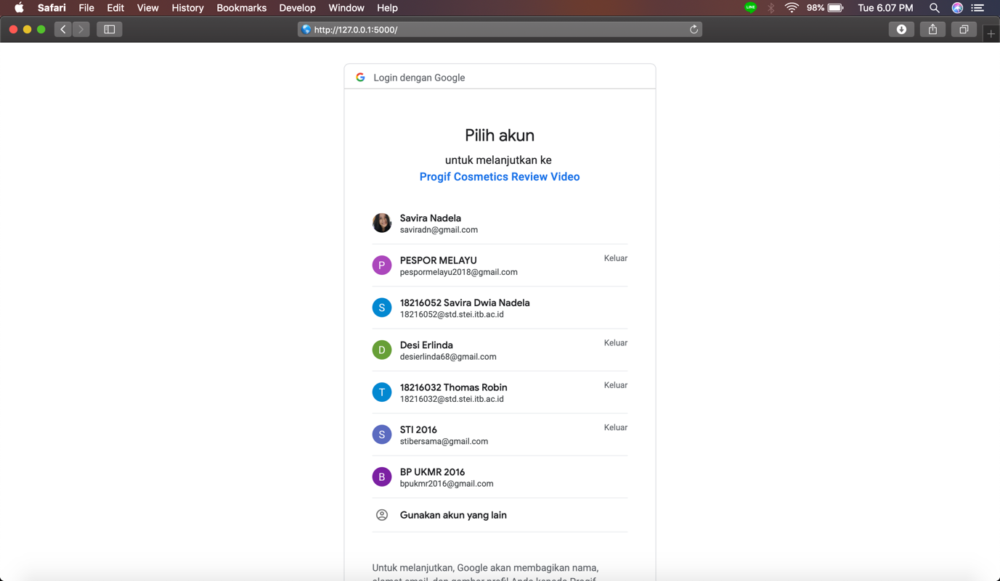 Safari File Edit View History Bookmarks Develop Window Help LINE 98% Tue 6.07 PM
http://127.0.0.1:5000/
Login dengan Google
Pilih akun
untuk melanjutkan ke
Progif Cosmetics Review Video
Savira Nadela
saviradn@gmail.com
PESPOR MELAYU Keluar
pespormelayu2018@gmail.com
S 18216052 Savira Dwia Nadela
18216052@std.stei.itb.ac.id
D Desi Erlinda Keluar
desierlinda68@gmail.com
T 18216032 Thomas Robin Keluar
18216032@std.stei.itb.ac.id
S STI 2016 Keluar
stibersama@gmail.com
B BP UKMR 2016
bpukmr2016@gmail.com
Gunakan akun yang lain
Untuk melanjutkan, Google akan membagikan nama,
alamat email, dan gambar profil Anda kepada Progif